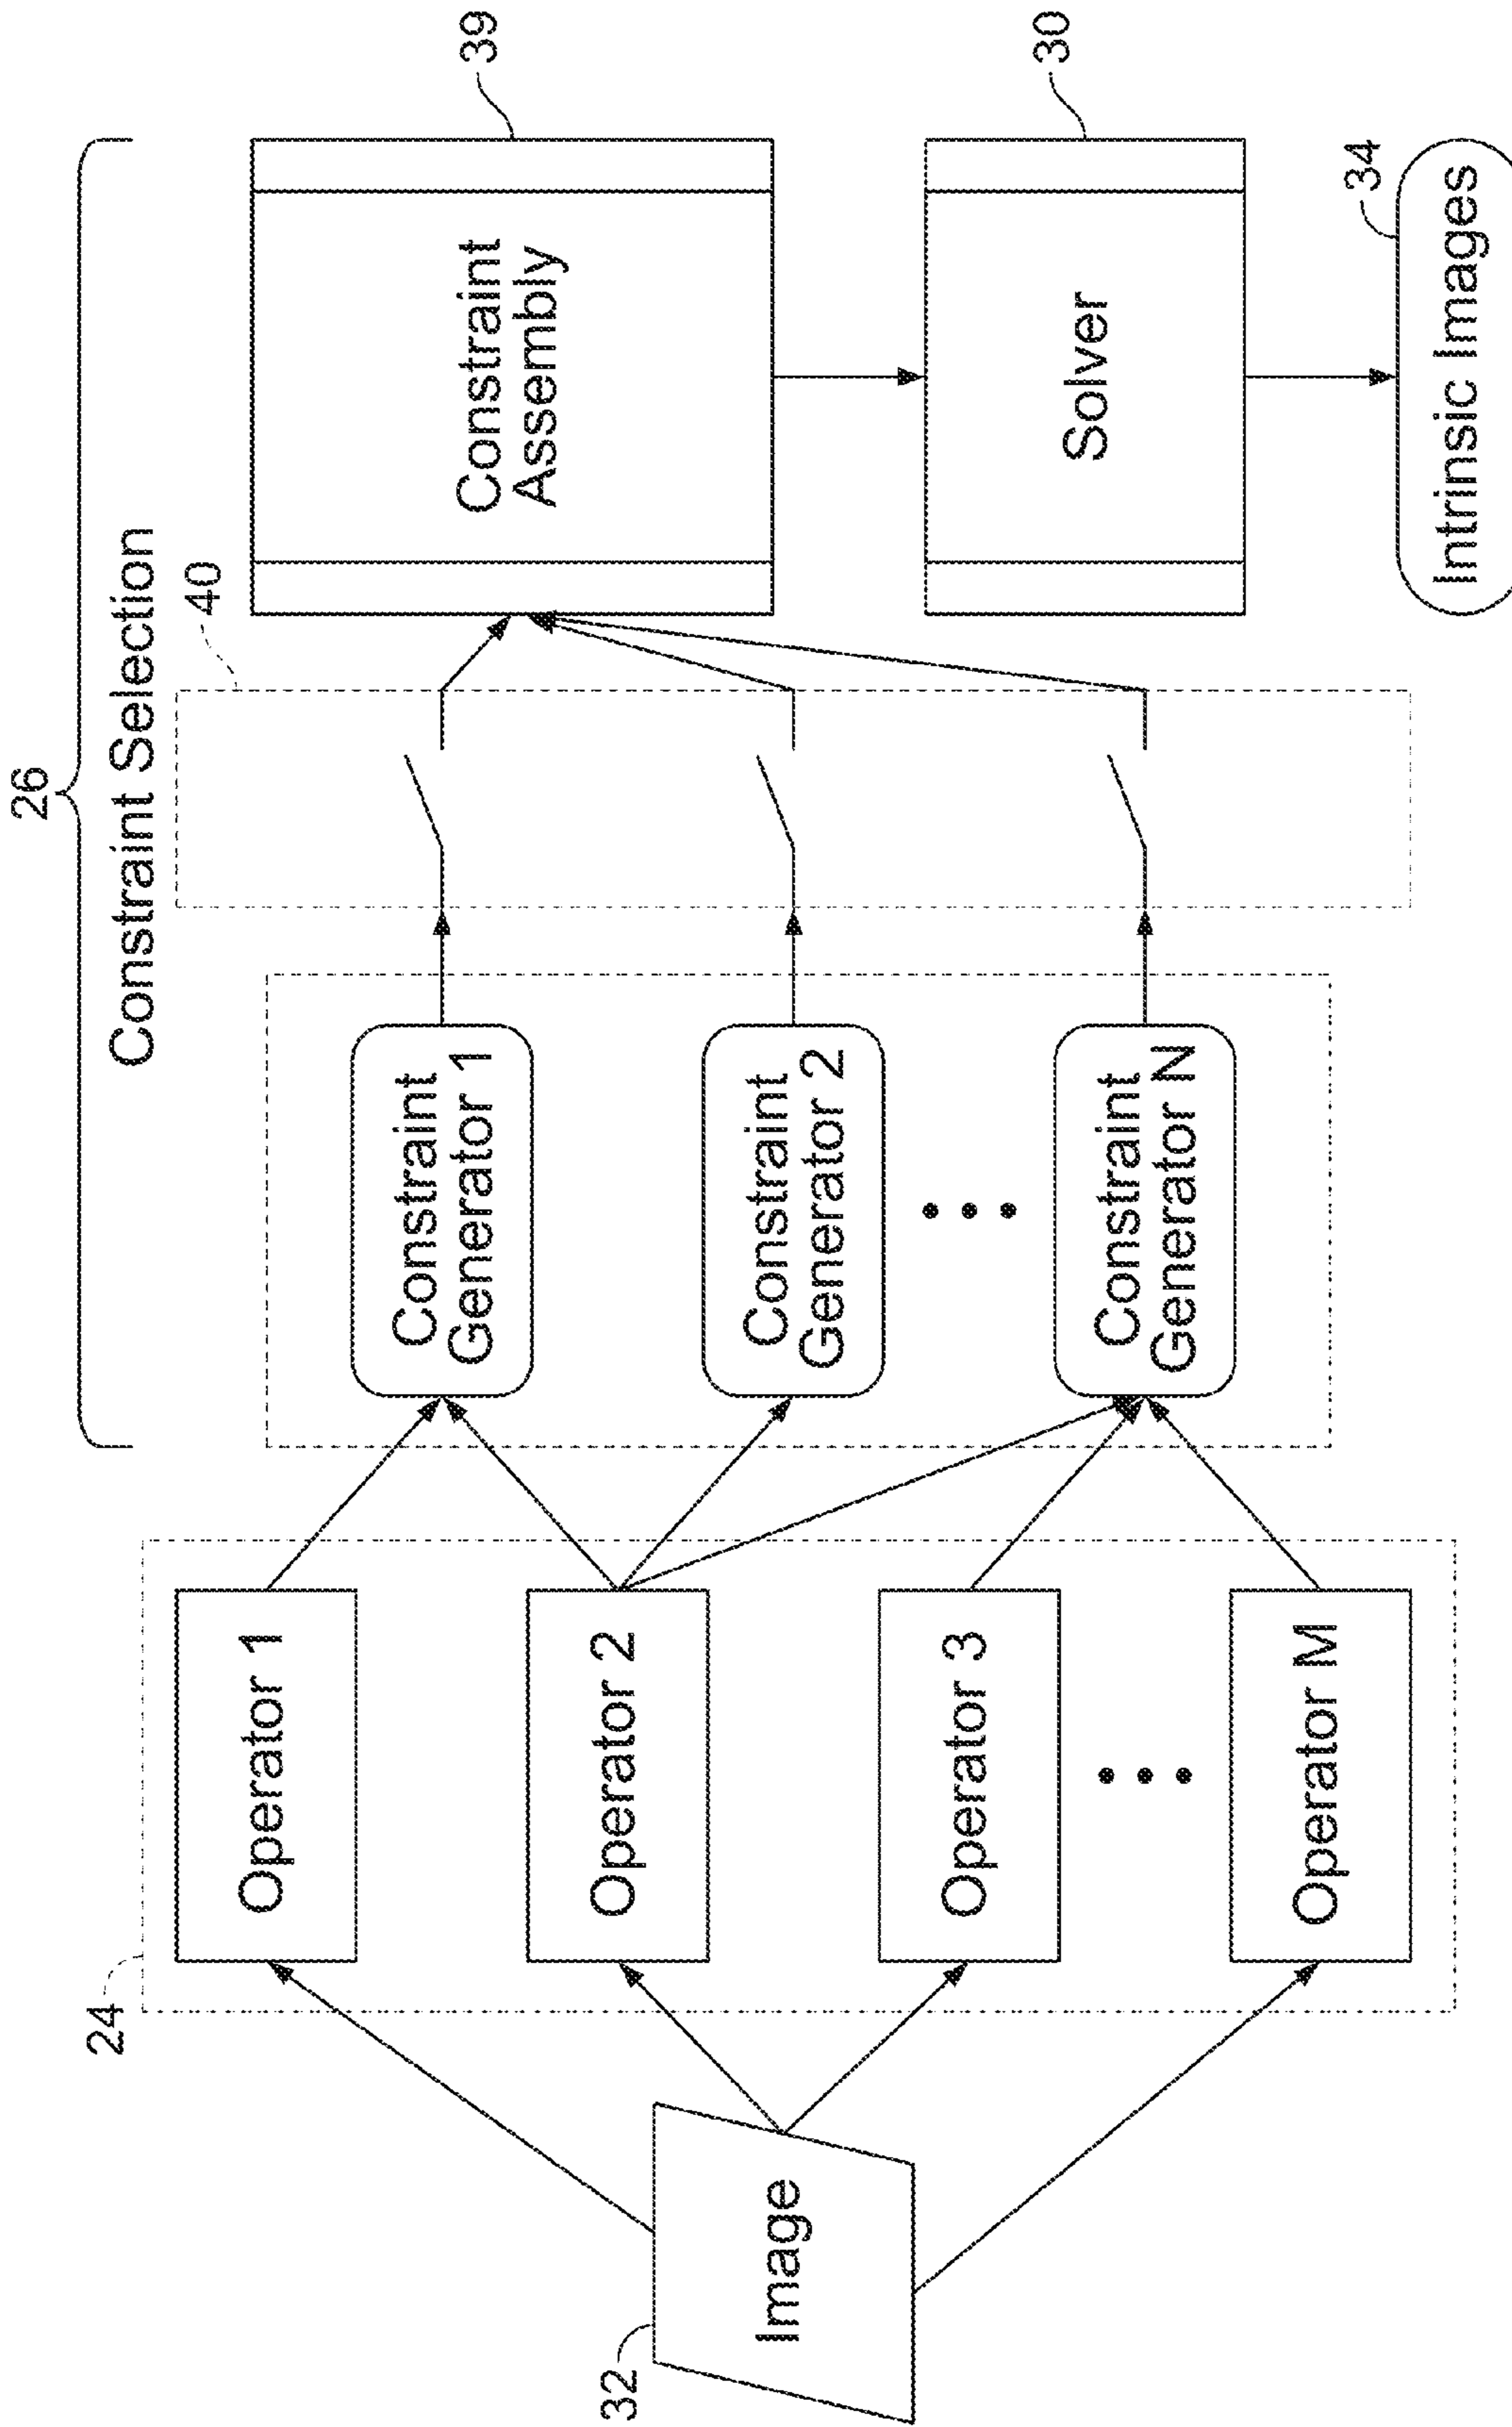 26
Constraint Selection
24
40
39
Operator 1
Constraint
Generator 1
Constraint
Assembly
Operator 2
Constraint
Generator 2
32
Image
Operator 3
Constraint
Generator N
30
Solver
Operator M
34
Intrinsic Images